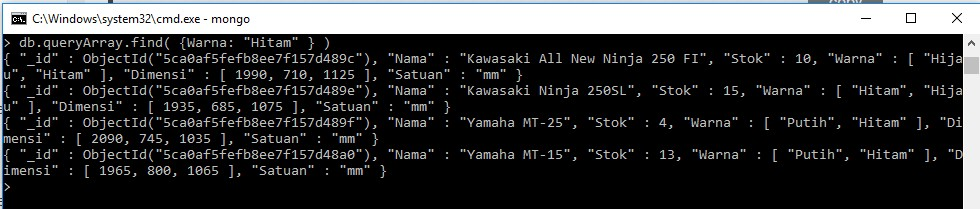 C:\Windows\system32\cmd.exe - mongo
> db.queryArray.find( {Warna: "Hitam" } )
{ "_id" : ObjectId("5ca0af5fefb8ee7f157d489c"), "Nama" : "Kawasaki All New Ninja 250 FI", "Stok" : 10, "Warna" : [ "Hija
u", "Hitam" ], "Dimensi" : [ 1990, 710, 1125 ], "Satuan" : "mm" }
{ "_id" : ObjectId("5ca0af5fefb8ee7f157d489e"), "Nama" : "Kawasaki Ninja 250SL", "Stok" : 15, "Warna" : [ "Hitam", "Hija
u" ], "Dimensi" : [ 1935, 685, 1075 ], "Satuan" : "mm" }
{ "_id" : ObjectId("5ca0af5fefb8ee7f157d489f"), "Nama" : "Yamaha MT-25", "Stok" : 4, "Warna" : [ "Putih", "Hitam" ], "Di
mensi" : [ 2090, 745, 1035 ], "Satuan" : "mm" }
{ "_id" : ObjectId("5ca0af5fefb8ee7f157d48a0"), "Nama" : "Yamaha MT-15", "Stok" : 13, "Warna" : [ "Putih", "Hitam" ], "D
imensi" : [ 1965, 800, 1065 ], "Satuan" : "mm" }
>